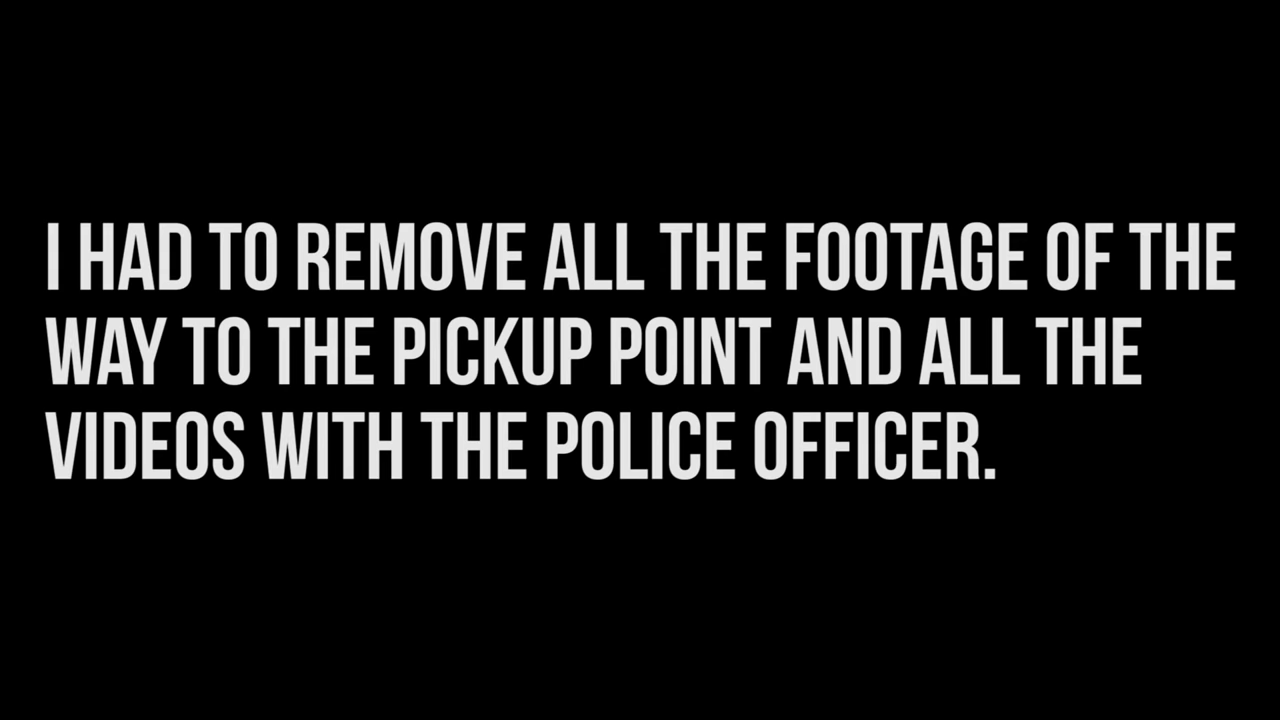 I HAD TO REMOVE ALL THE FOOTAGE OF THE
WAY TO THE PICKUP POINT AND ALL THE
VIDEOS WITH THE POLICE OFFICER.